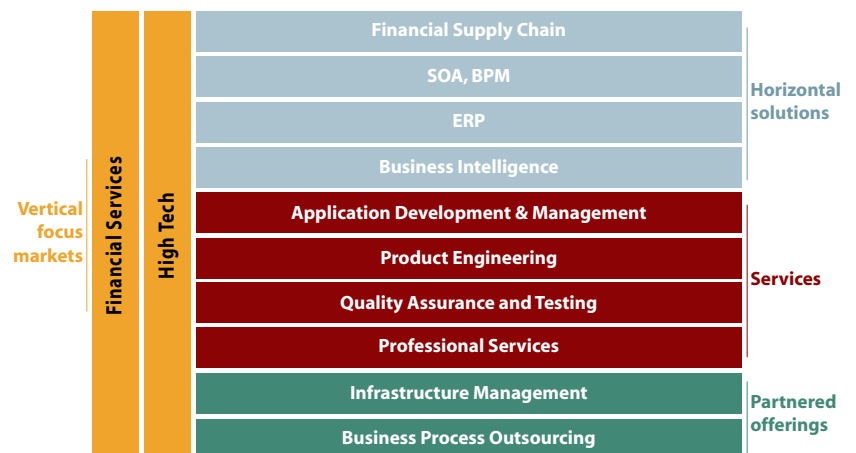 Vertical
focus
markets
Financial Services
High Tech
Financial Supply Chain
SOA, BPM
ERP
Business Intelligence
Horizontal
solutions
Application Development & Management
Product Engineering
Quality Assurance and Testing
Professional Services
Services
Infrastructure Management
Business Process Outsourcing
Partnered
offerings